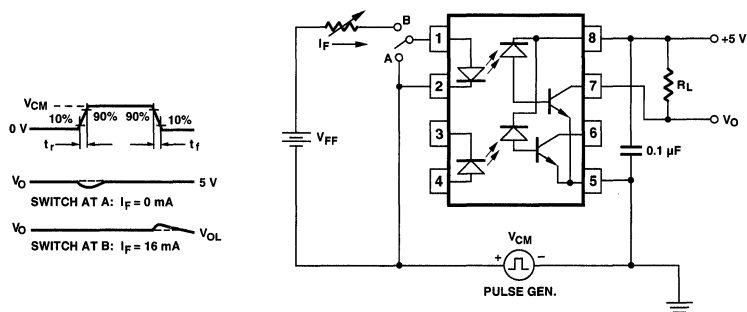 V_CM
10% 90% 90% 10%
0 V
t_r t_f
V_O 5 V
SWITCH AT A: I_F = 0 mA
V_O V_OL
SWITCH AT B: I_F = 16 mA
B
I_F
A
V_FF
1
2
3
4
8
7
6
5
+5 V
R_L
V_O
0.1 µF
V_CM
+ −
PULSE GEN.